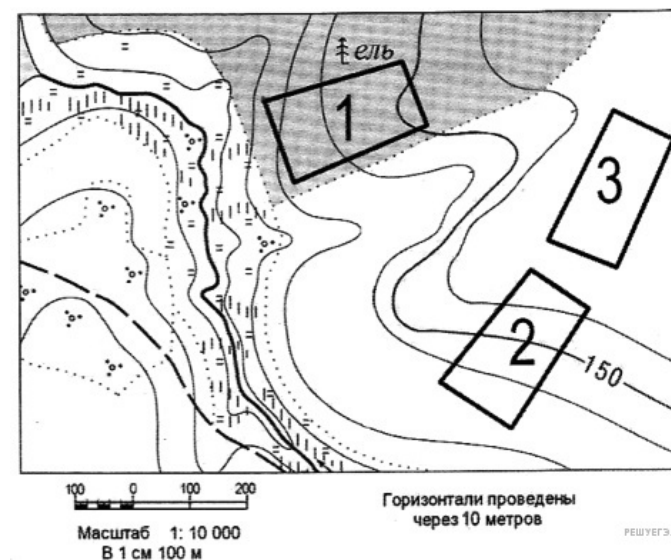 ель
1
3
2
150
100 0 100 200
Масштаб 1: 10 000
В 1 см 100 м
Горизонтали проведены
через 10 метров
РЕШУЕГЭ